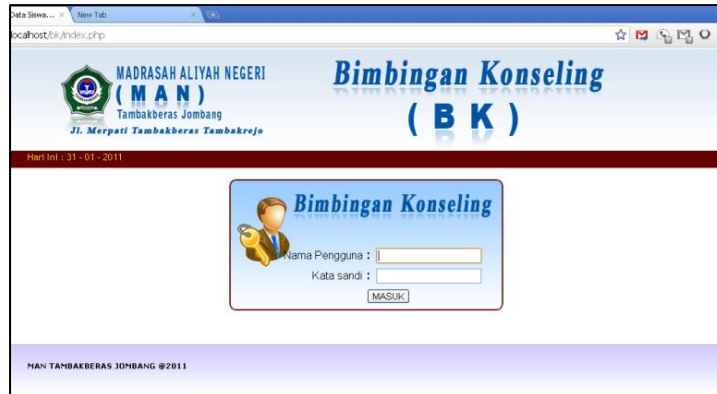 Data Siswa... × New Tab ×
localhost/bk/index.php
MADRASAH ALIYAH NEGERI
( M A N )
Tambakberas Jombang
Jl. Merpati Tambakberas Tambakrejo
Bimbingan Konseling
( B K )
Hari Ini : 31 - 01 - 2011
Bimbingan Konseling
Nama Pengguna :
Kata sandi :
MASUK
MAN TAMBAKBERAS JOMBANG @2011